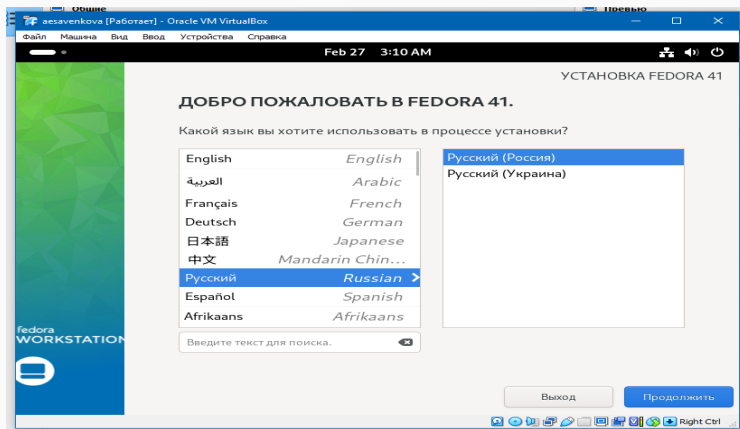 Общие Превью
aesavenkova [Работает] - Oracle VM VirtualBox
Файл Машина Вид Ввод Устройства Справка
Feb 27 3:10 AM
УСТАНОВКА FEDORA 41
ДОБРО ПОЖАЛОВАТЬ В FEDORA 41.
Какой язык вы хотите использовать в процессе установки?
English English
العربية Arabic
Français French
Deutsch German
日本語 Japanese
中文 Mandarin Chin...
Русский Russian
Español Spanish
Afrikaans Afrikaans
Русский (Россия)
Русский (Украина)
Введите текст для поиска.
fedora
WORKSTATION
Выход Продолжить
Right Ctrl